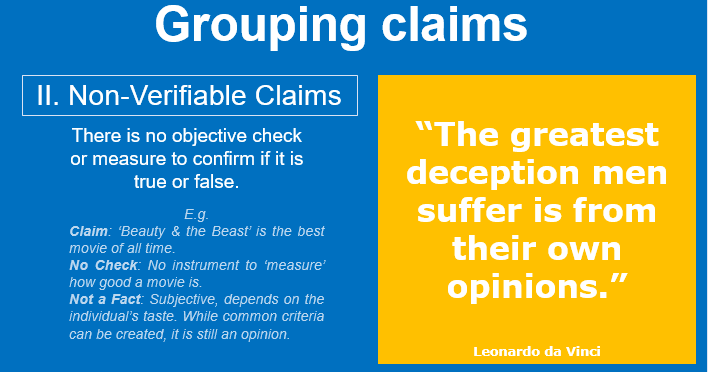 Grouping claims
II. Non-Verifiable Claims
There is no objective check
or measure to confirm if it is
true or false.
E.g.
Claim: ‘Beauty & the Beast’ is the best
movie of all time.
No Check: No instrument to ‘measure’
how good a movie is.
Not a Fact: Subjective, depends on the
individual’s taste. While common criteria
can be created, it is still an opinion.
“The greatest
deception men
suffer is from
their own
opinions.”
Leonardo da Vinci